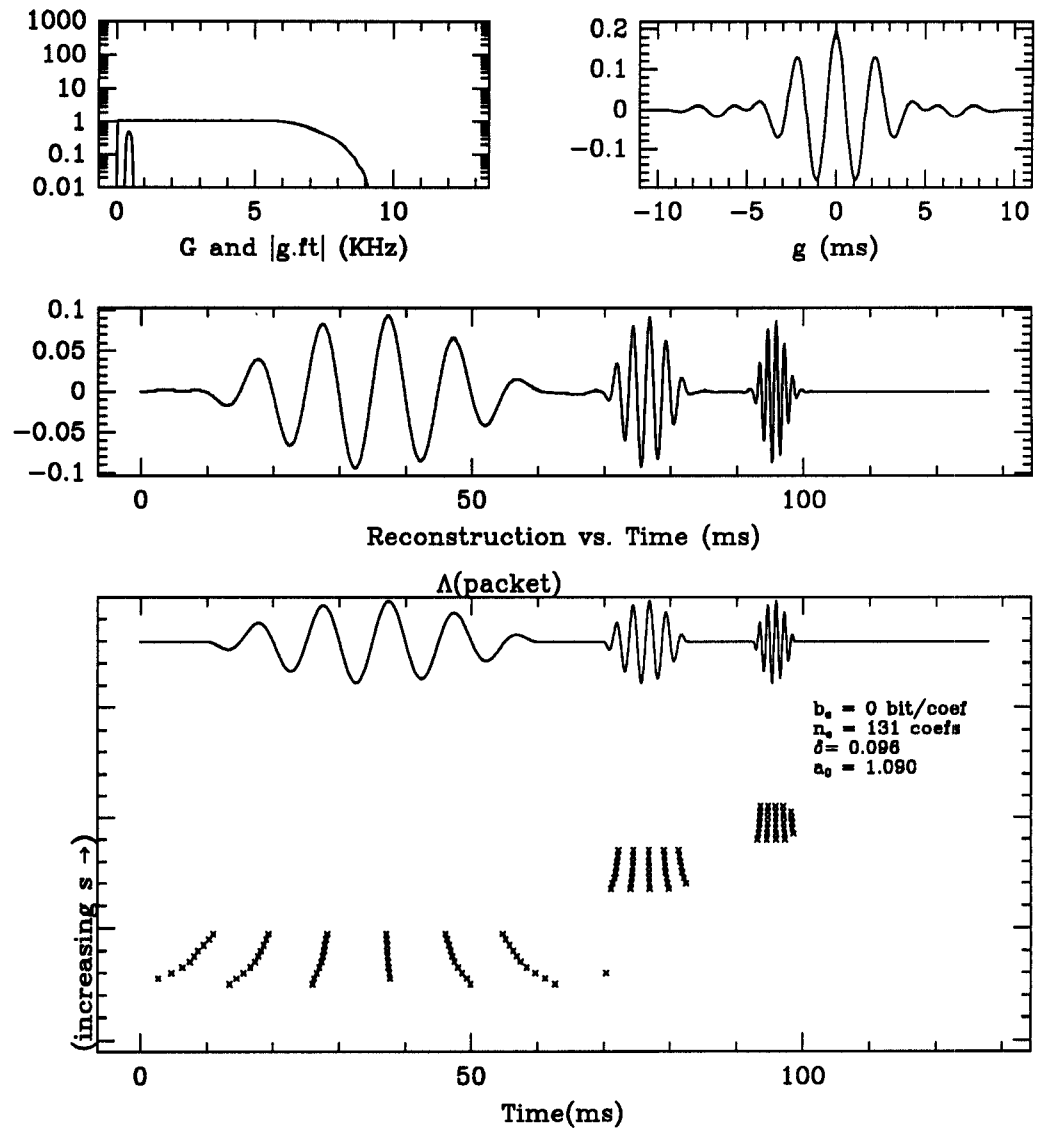 1000
100
10
1
0.1
0.01
0 5 10
G and |g.ft| (KHz)
0.2
0.1
0
−0.1
−10 −5 0 5 10
g (ms)
0.1
0.05
0
−0.05
−0.1
0 50 100
Reconstruction vs. Time (ms)
Λ(packet)
b_c = 0 bit/coef
n_c = 131 coefs
δ= 0.096
a_0 = 1.090
(increasing s →)
0 50 100
Time(ms)